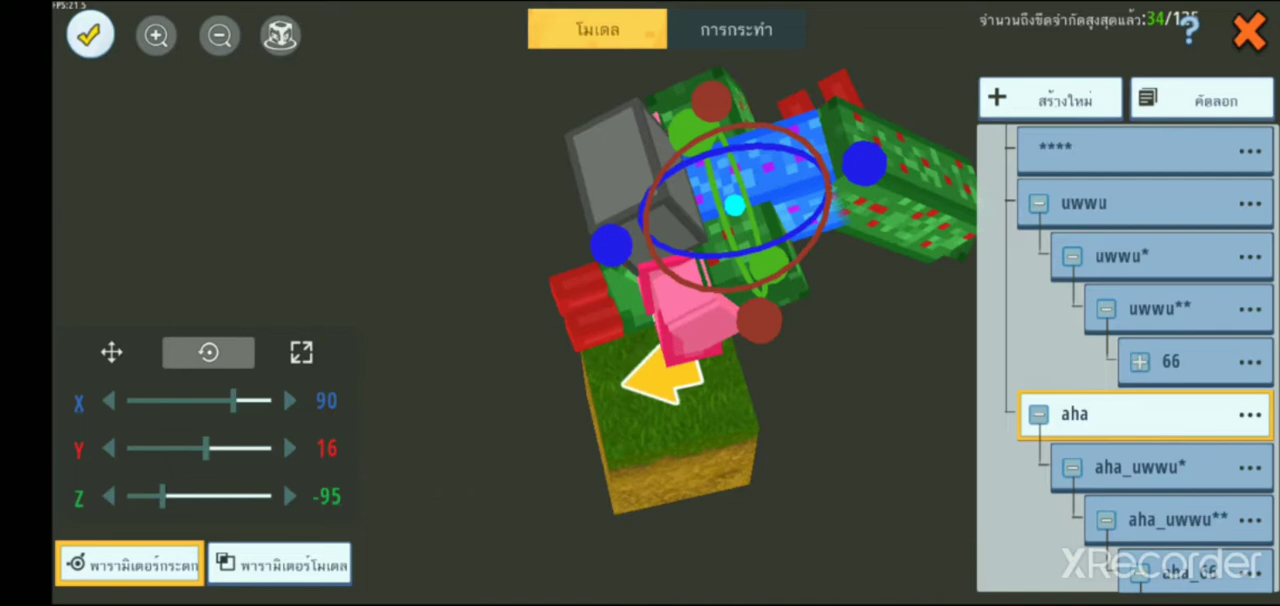 FPS:21.5
โมเดล
การกระทำ
จำนวนถึงขีดจำกัดสูงสุดแล้ว:34/125
?
+ สร้างใหม่
คัดลอก
**** •••
uwwu •••
uwwu* •••
uwwu** •••
66 •••
aha •••
aha_uwwu* •••
aha_uwwu** •••
aha_66 •••
X 90
Y 16
Z -95
พารามิเตอร์กระดูก
พารามิเตอร์โมเดล
XRecorder